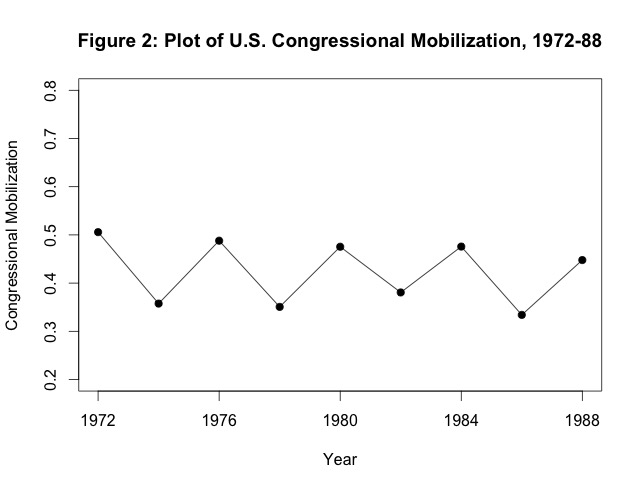 Figure 2: Plot of U.S. Congressional Mobilization, 1972-88
Congressional Mobilization
0.8
0.7
0.6
0.5
0.4
0.3
0.2
1972 1976 1980 1984 1988
Year